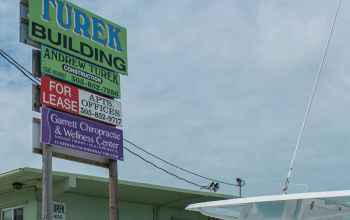 TUREK
BUILDING
ANDREW TUREK
CONSTRUCTION
FOR
LEASE
APTS.
OFFICES
Garrett Chiropractic
& Wellness Center